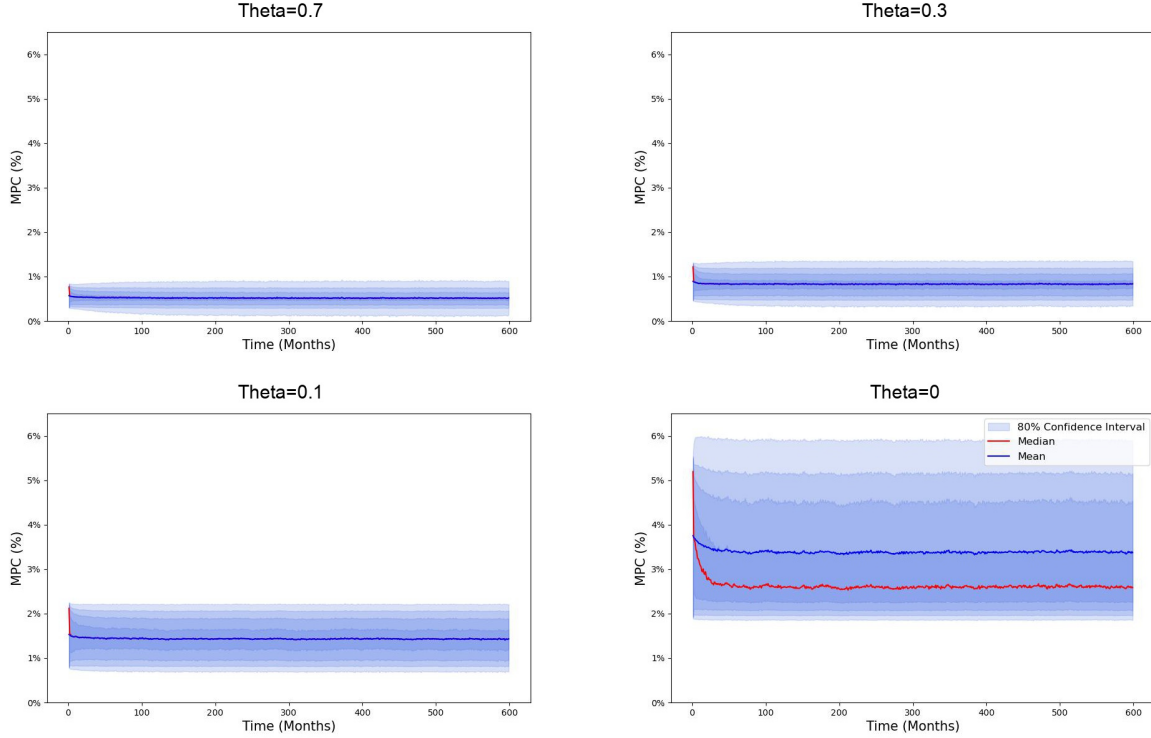 Theta=0.7
MPC (%)
6%
5%
4%
3%
2%
1%
0%
0 100 200 300 400 500 600
Time (Months)
Theta=0.3
MPC (%)
6%
5%
4%
3%
2%
1%
0%
0 100 200 300 400 500 600
Time (Months)
Theta=0.1
MPC (%)
6%
5%
4%
3%
2%
1%
0%
0 100 200 300 400 500 600
Time (Months)
Theta=0
80% Confidence Interval
Median
Mean
MPC (%)
6%
5%
4%
3%
2%
1%
0%
0 100 200 300 400 500 600
Time (Months)